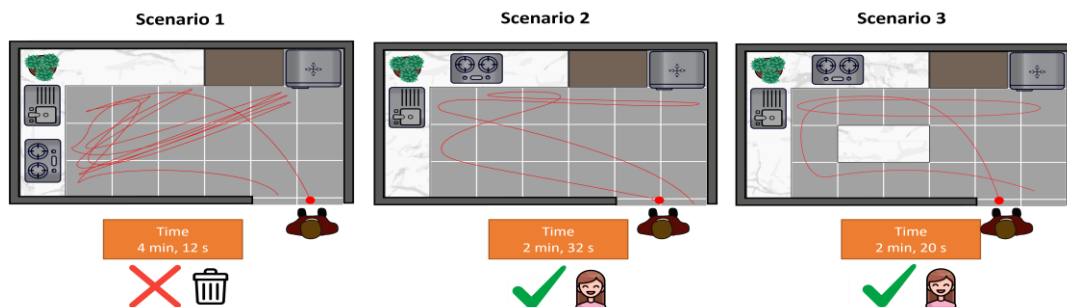 Scenario 1
Scenario 2
Scenario 3
Time
4 min, 12 s
Time
2 min, 32 s
Time
2 min, 20 s